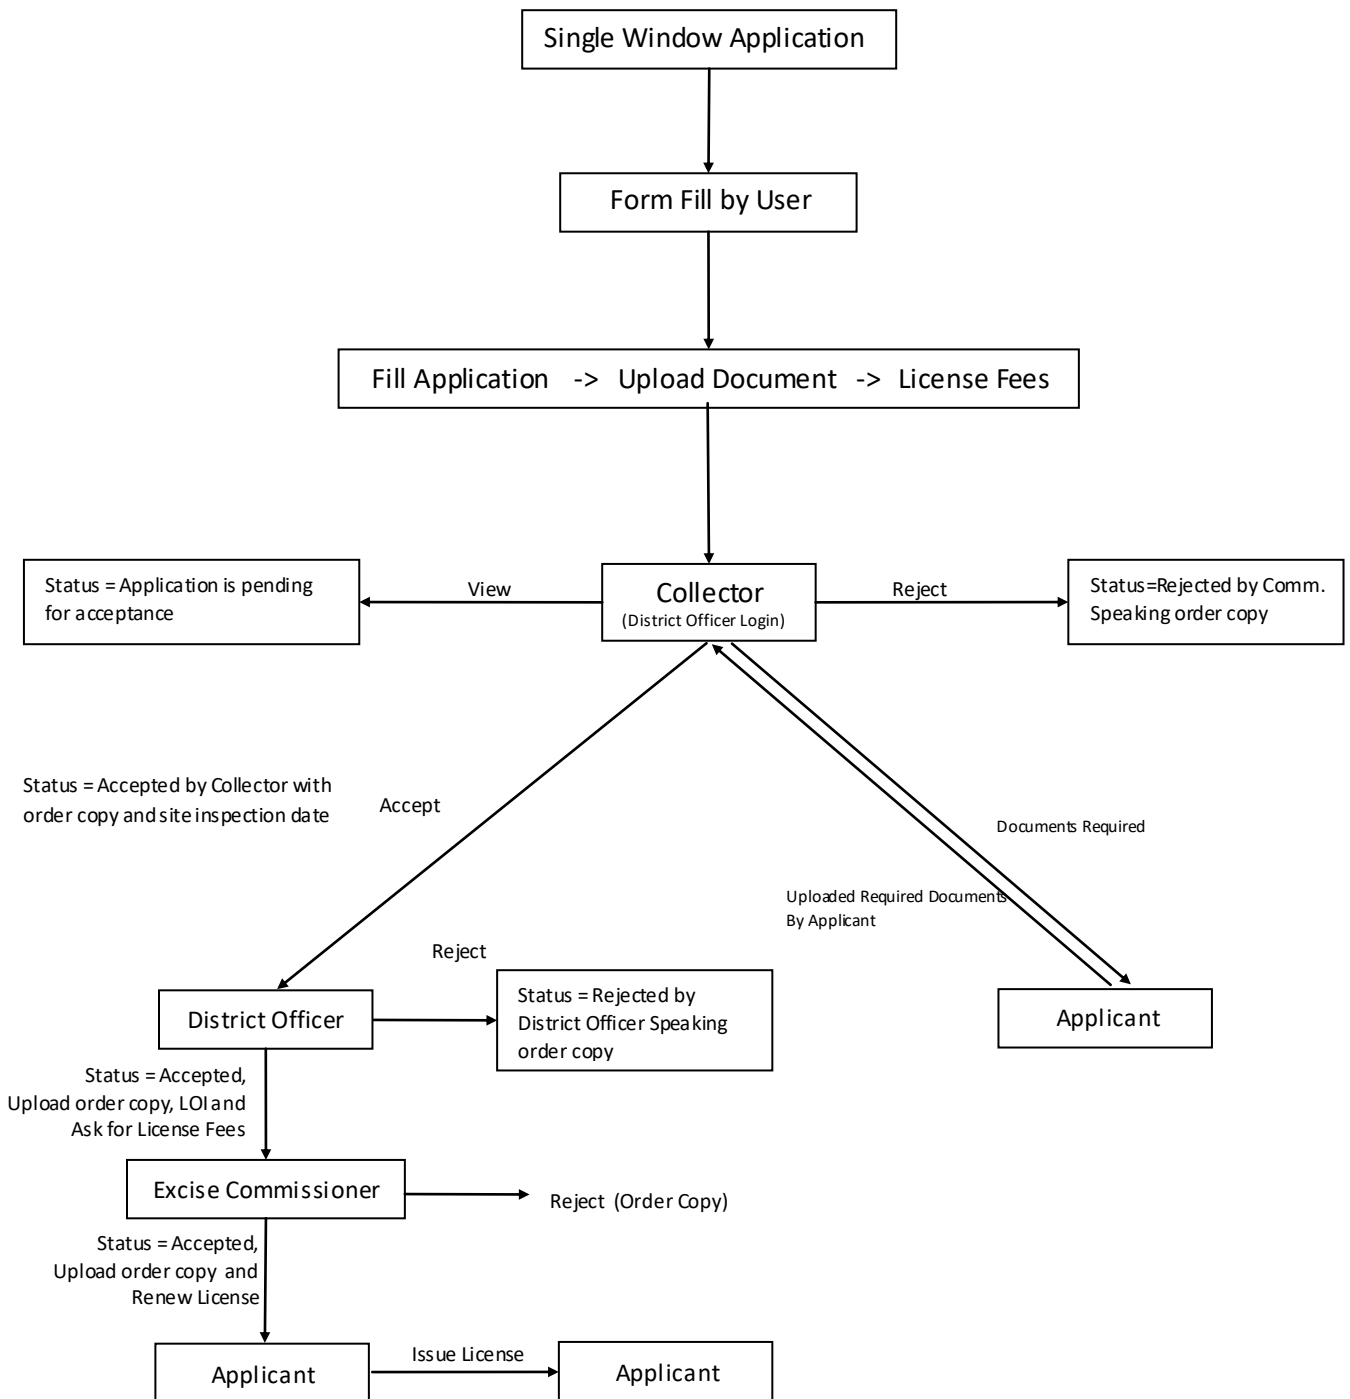 Single Window Application
Form Fill by User
Fill Application -> Upload Document -> License Fees
Status = Application is pending
for acceptance
View
Collector
(District Officer Login)
Reject
Status=Rejected by Comm.
Speaking order copy
Status = Accepted by Collector with
order copy and site inspection date
Accept
Documents Required
Uploaded Required Documents
By Applicant
Reject
District Officer
Status = Rejected by
District Officer Speaking
order copy
Applicant
Status = Accepted,
Upload order copy, LOI and
Ask for License Fees
Excise Commissioner
Reject (Order Copy)
Status = Accepted,
Upload order copy and
Renew License
Applicant
Issue License
Applicant